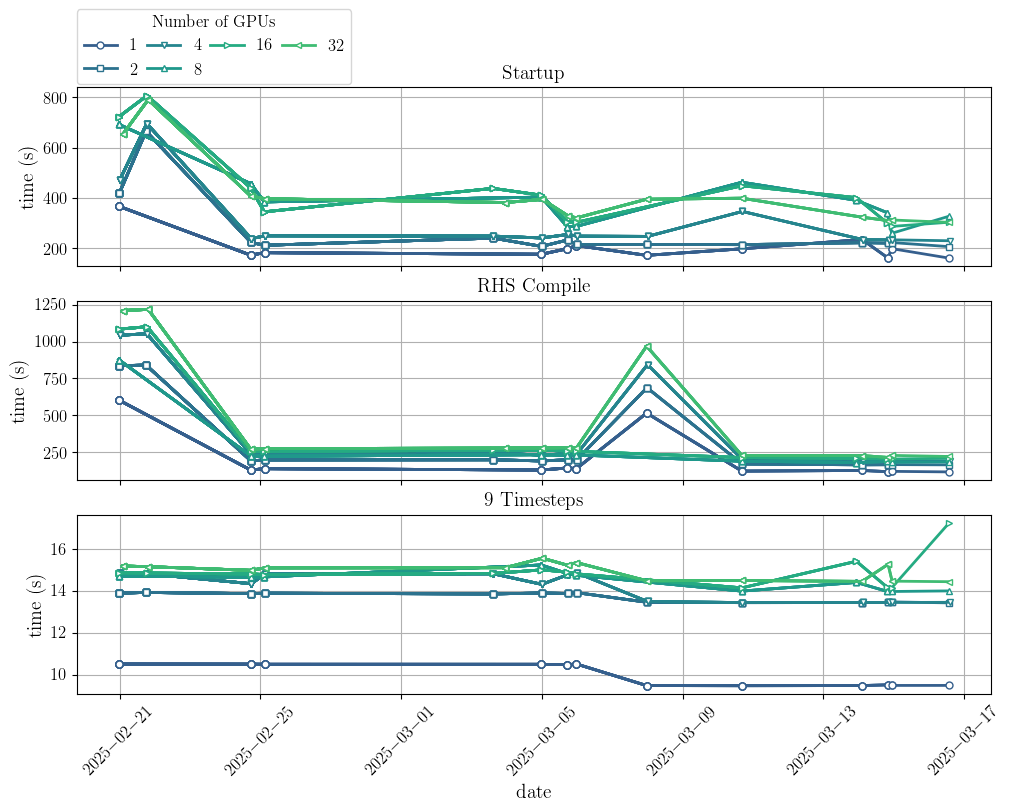 Number of GPUs
1 4 16 32
2 8
Startup
time (s)
800
600
400
200
RHS Compile
time (s)
1250
1000
750
500
250
9 Timesteps
time (s)
16
14
12
10
2025−02−21
2025−02−25
2025−03−01
2025−03−05
2025−03−09
2025−03−13
2025−03−17
date